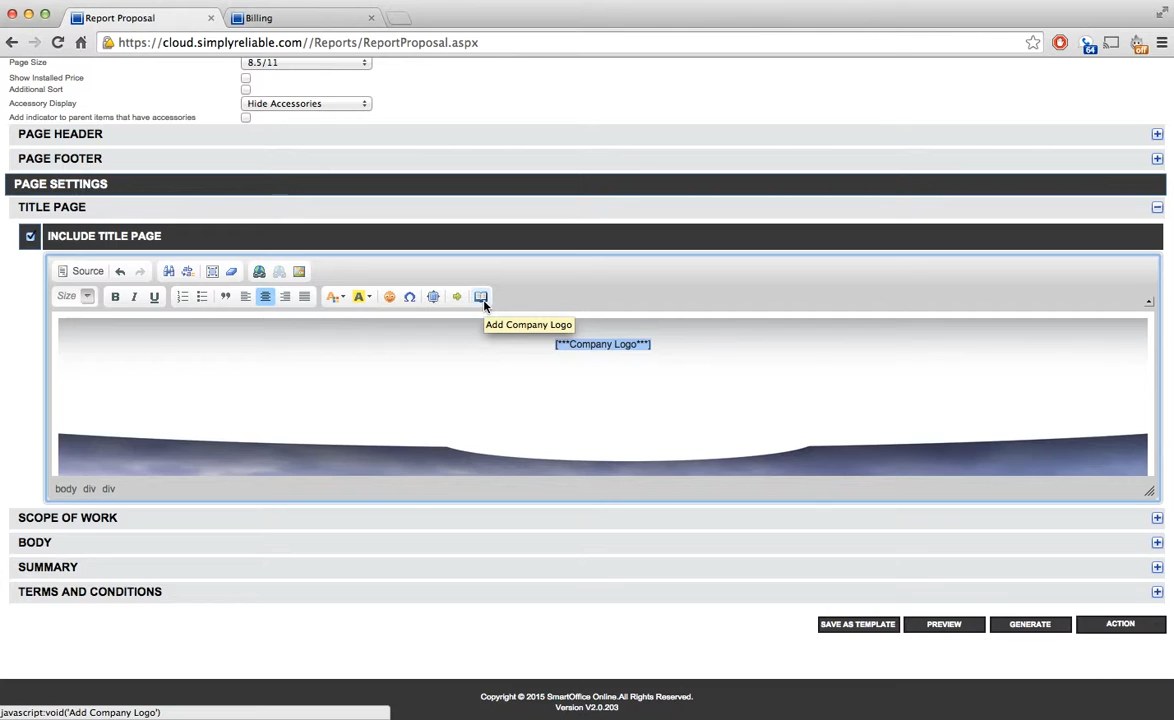 Report Proposal
Billing
https://cloud.simplyreliable.com//Reports/ReportProposal.aspx
64
off
Page Size
8.5/11
Show Installed Price
Additional Sort
Accessory Display
Hide Accessories
Add indicator to parent items that have accessories
PAGE HEADER
PAGE FOOTER
PAGE SETTINGS
TITLE PAGE
INCLUDE TITLE PAGE
Source
Size
B I U
Add Company Logo
[***Company Logo***]
body div div
SCOPE OF WORK
BODY
SUMMARY
TERMS AND CONDITIONS
SAVE AS TEMPLATE
PREVIEW
GENERATE
ACTION
Copyright © 2015 SmartOffice Online.All Rights Reserved.
Version V2.0.203
javascript:void('Add Company Logo')